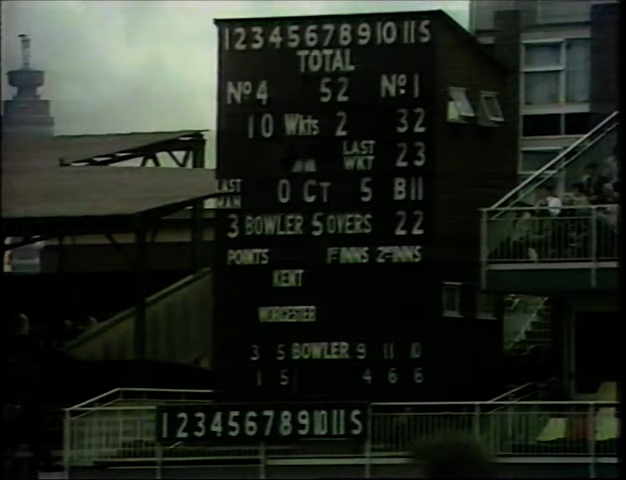 1 2 3 4 5 6 7 8 9 10 11 S
TOTAL
Nº 4 52 Nº 1
10 Wkts 2 32
LAST WKT 23
LAST MAN 0 CT 5 B11
3 BOWLER 5 OVERS 22
POINTS 1ST INNS 2ND INNS
KENT
WORCESTER
3 5 BOWLER 9 11 10
1 5 4 6 6
1 2 3 4 5 6 7 8 9 10 11 S